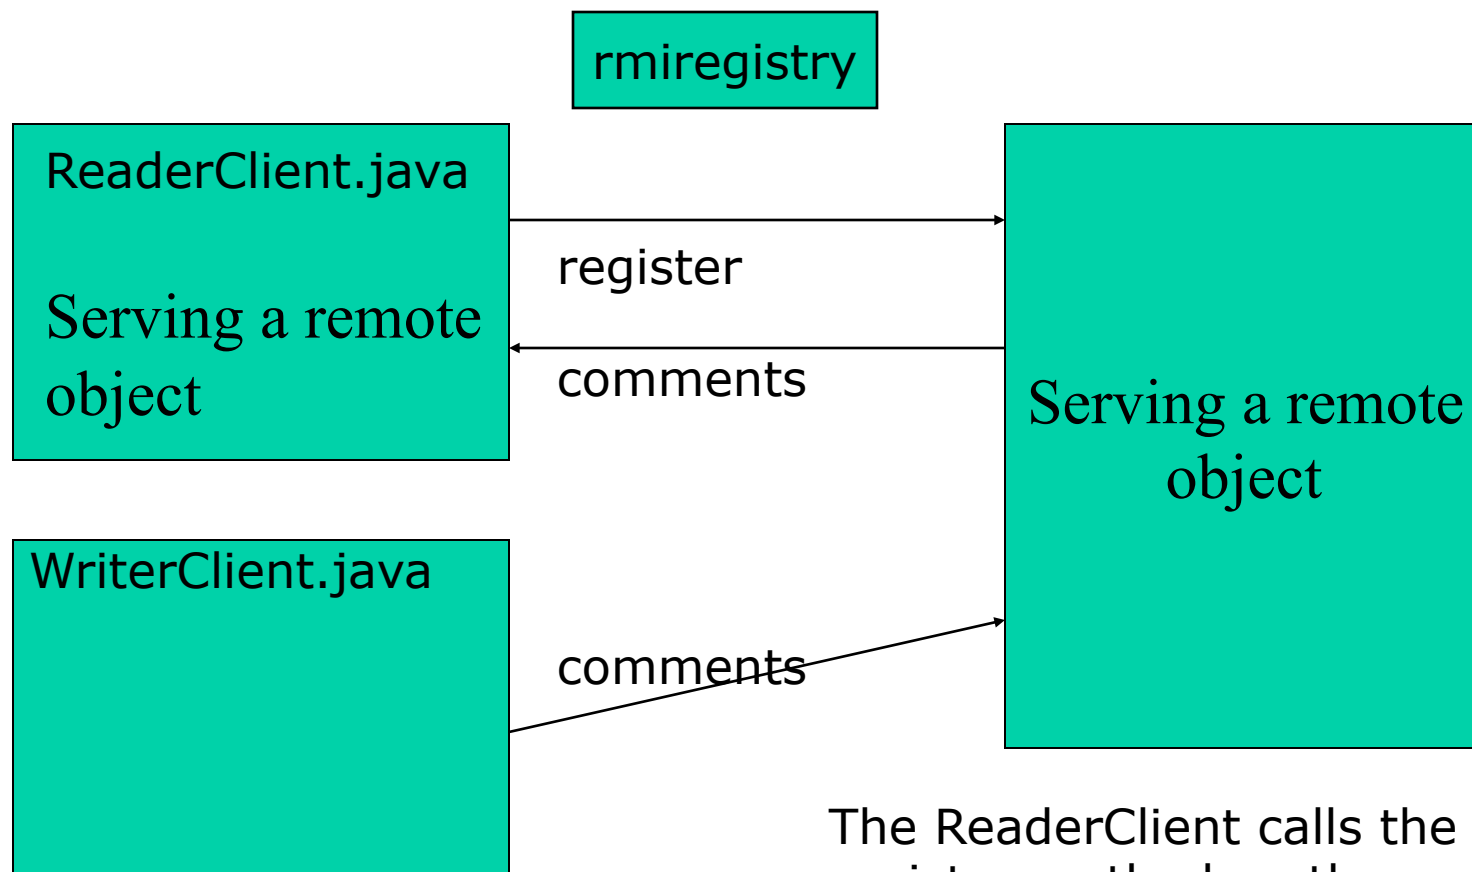 rmiregistry
ReaderClient.java
register
Serving a remote
object
comments
Serving a remote
object
WriterClient.java
comments
The ReaderClient calls the